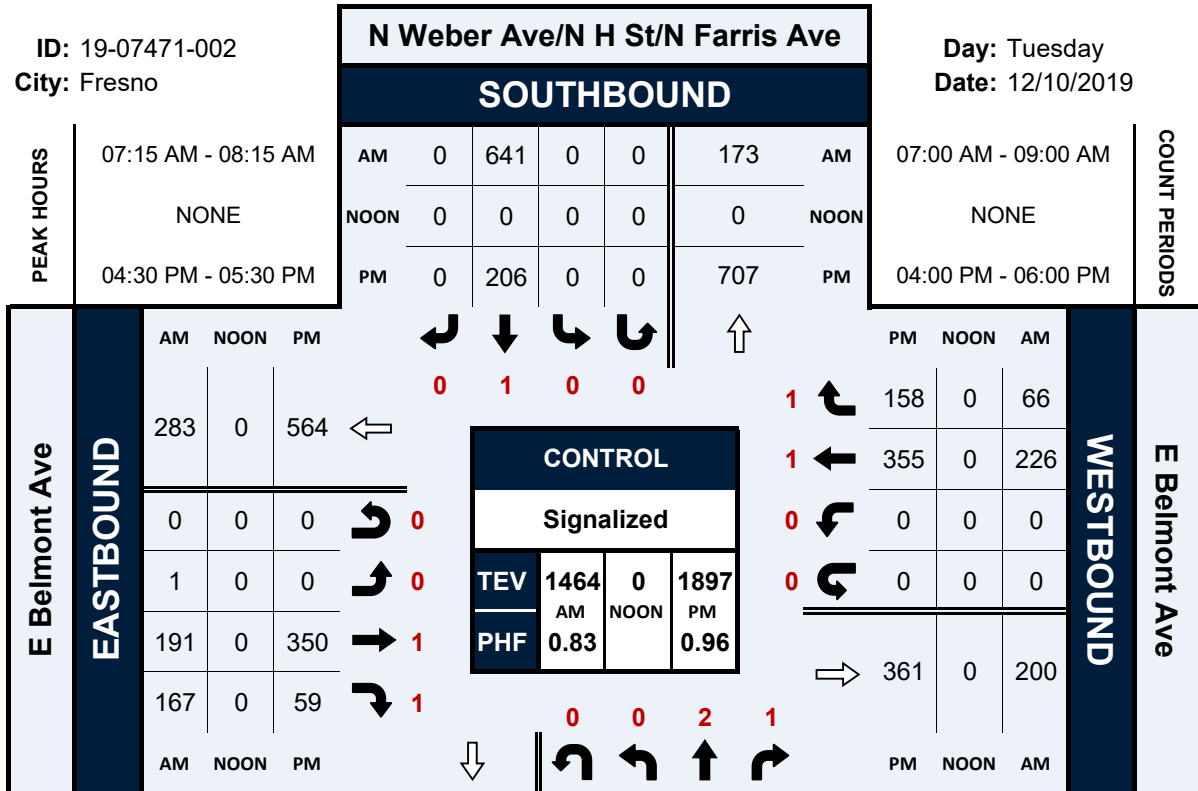 ID: 19-07471-002
City: Fresno
N Weber Ave/N H St/N Farris Ave
SOUTHBOUND
Day: Tuesday
Date: 12/10/2019
PEAK HOURS
07:15 AM - 08:15 AM
NONE
04:30 PM - 05:30 PM
AM 0 641 0 0 173 AM
NOON 0 0 0 0 0 NOON
PM 0 206 0 0 707 PM
07:00 AM - 09:00 AM
NONE
04:00 PM - 06:00 PM
COUNT PERIODS
0 1 0 0
E Belmont Ave
EASTBOUND
AM NOON PM
283 0 564
0 0 0 0
1 0 0 0
191 0 350 1
167 0 59 1
AM NOON PM
CONTROL
Signalized
TEV 1464 0 1897
AM NOON PM
PHF 0.83 0.96
PM NOON AM
1 158 0 66
1 355 0 226
0 0 0 0
0 0 0 0
361 0 200
PM NOON AM
WESTBOUND
E Belmont Ave
0 0 2 1